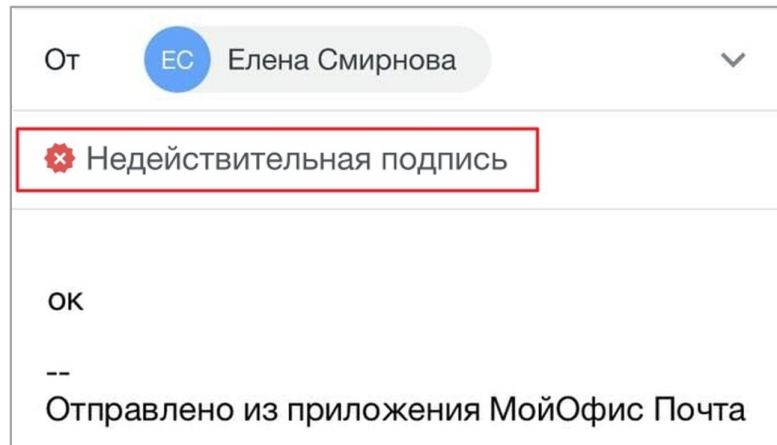 От ЕС Елена Смирнова
Недействительная подпись
ок
--
Отправлено из приложения МойОфис Почта